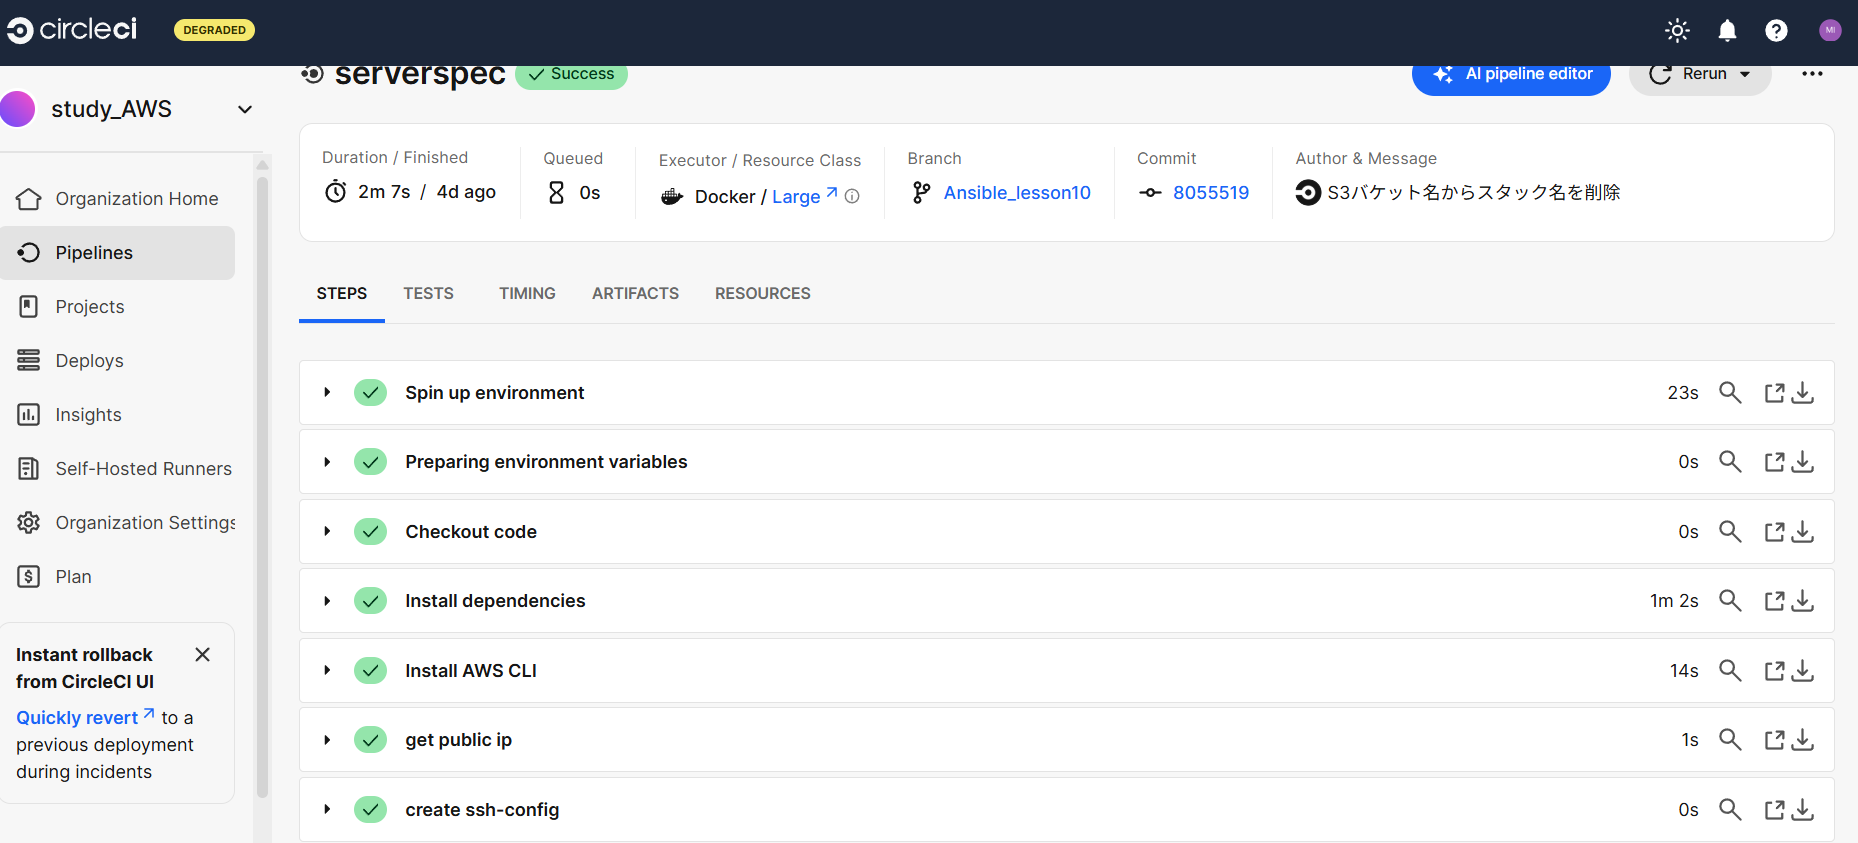 circleci DEGRADED
MI
study_AWS
Organization Home
Pipelines
Projects
Deploys
Insights
Self-Hosted Runners
Organization Settings
Plan
Instant rollback
from CircleCI UI
Quickly revert to a
previous deployment
during incidents
serverspec Success
AI pipeline editor
Rerun
Duration / Finished
2m 7s / 4d ago
Queued
0s
Executor / Resource Class
Docker / Large
Branch
Ansible_lesson10
Commit
8055519
Author & Message
S3バケット名からスタック名を削除
STEPS TESTS TIMING ARTIFACTS RESOURCES
Spin up environment 23s
Preparing environment variables 0s
Checkout code 0s
Install dependencies 1m 2s
Install AWS CLI 14s
get public ip 1s
create ssh-config 0s